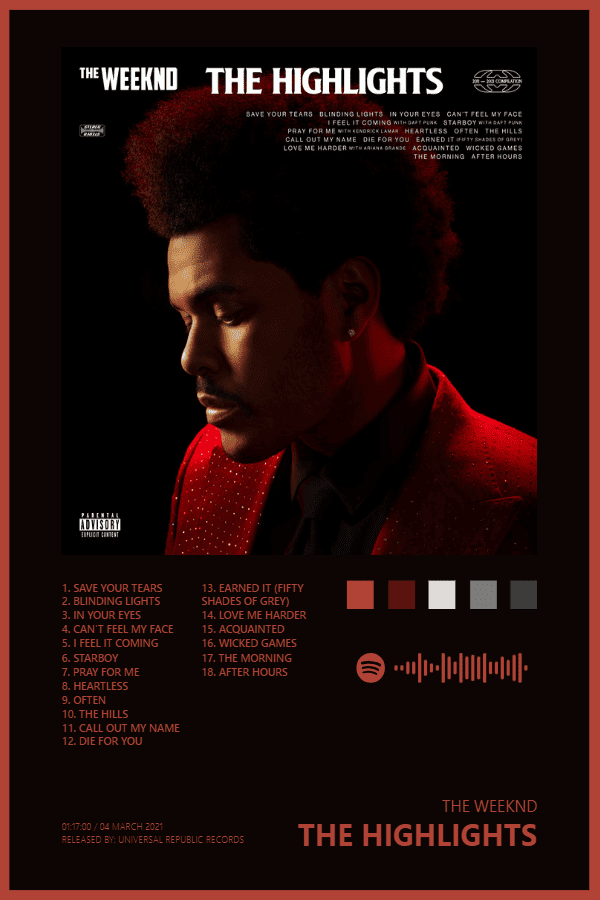 THE WEEKND THE HIGHLIGHTS
2011 — 2021 COMPILATION
SAVE YOUR TEARS BLINDING LIGHTS IN YOUR EYES CAN'T FEEL MY FACE
I FEEL IT COMING WITH DAFT PUNK STARBOY WITH DAFT PUNK
PRAY FOR ME WITH KENDRICK LAMAR HEARTLESS OFTEN THE HILLS
CALL OUT MY NAME DIE FOR YOU EARNED IT (FIFTY SHADES OF GREY)
LOVE ME HARDER WITH ARIANA GRANDE ACQUAINTED WICKED GAMES
THE MORNING AFTER HOURS
STEREO
PARENTAL
ADVISORY
EXPLICIT CONTENT
1. SAVE YOUR TEARS
2. BLINDING LIGHTS
3. IN YOUR EYES
4. CAN'T FEEL MY FACE
5. I FEEL IT COMING
6. STARBOY
7. PRAY FOR ME
8. HEARTLESS
9. OFTEN
10. THE HILLS
11. CALL OUT MY NAME
12. DIE FOR YOU
13. EARNED IT (FIFTY
SHADES OF GREY)
14. LOVE ME HARDER
15. ACQUAINTED
16. WICKED GAMES
17. THE MORNING
18. AFTER HOURS
01:17:00 / 04 MARCH 2021
RELEASED BY: UNIVERSAL REPUBLIC RECORDS
THE WEEKND
THE HIGHLIGHTS